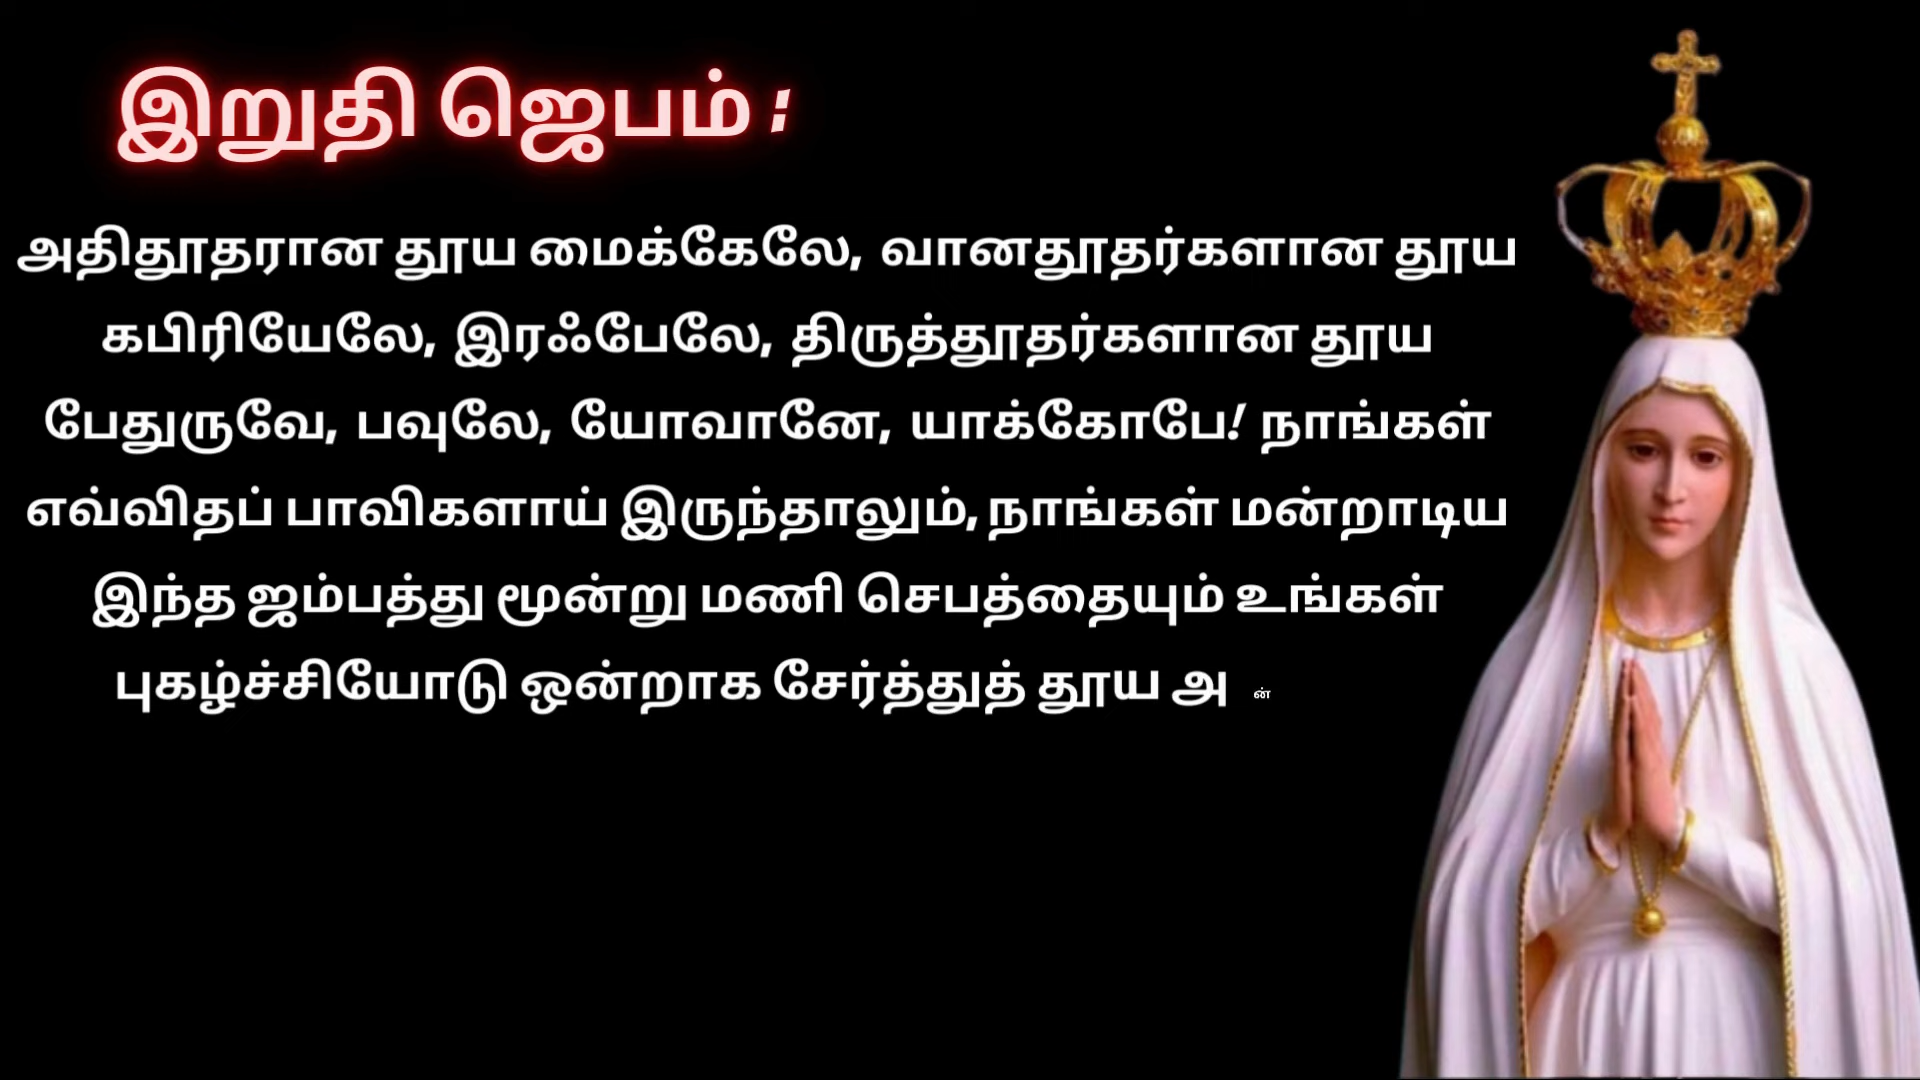 இறுதி ஜெபம் :
அதிதூதரான தூய மைக்கேலே, வானதூதர்களான தூய
கபிரியேலே, இரஃபேலே, திருத்தூதர்களான தூய
பேதுருவே, பவுலே, யோவானே, யாக்கோபே! நாங்கள்
எவ்விதப் பாவிகளாய் இருந்தாலும், நாங்கள் மன்றாடிய
இந்த ஜம்பத்து மூன்று மணி செபத்தையும் உங்கள்
புகழ்ச்சியோடு ஒன்றாக சேர்த்துத் தூய அ ன்